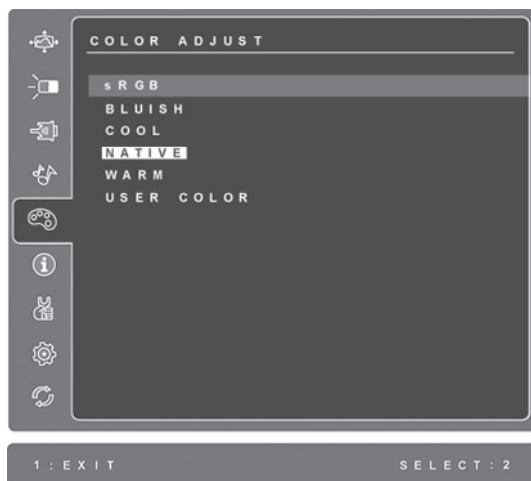 COLOR ADJUST
sRGB
BLUISH
COOL
NATIVE
WARM
USER COLOR
1:EXIT SELECT:2